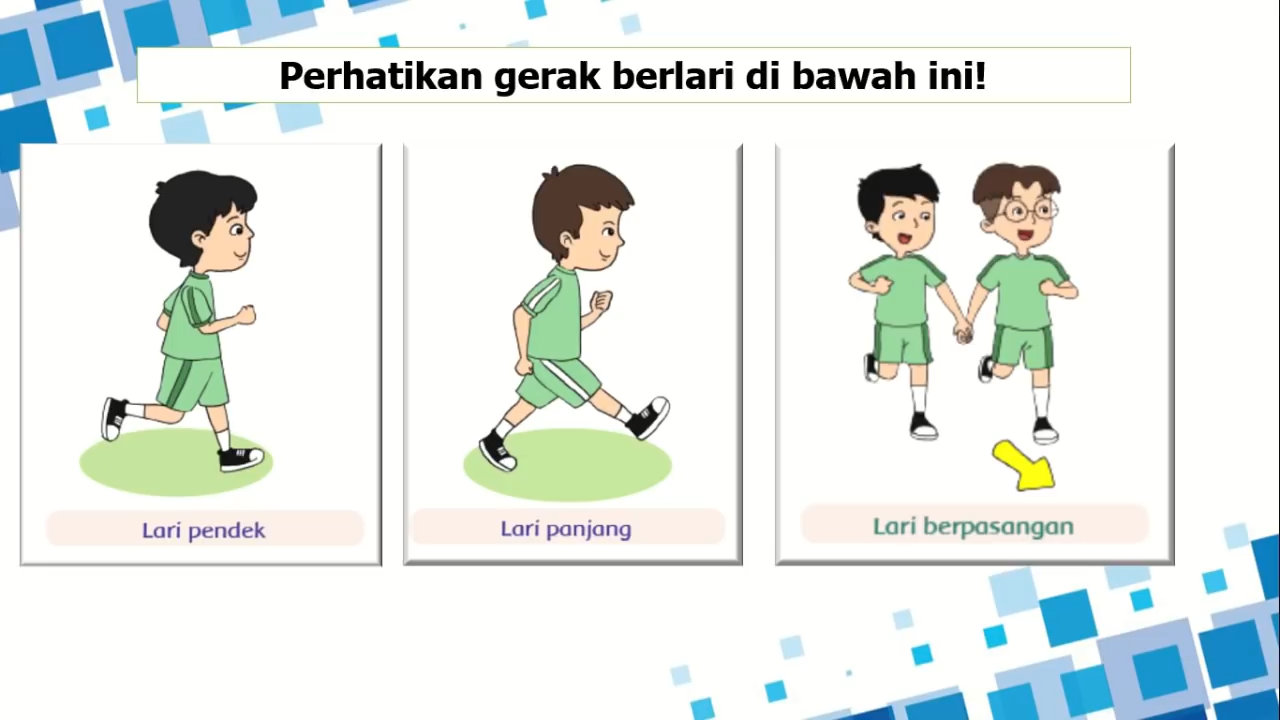 Perhatikan gerak berlari di bawah ini!
Lari pendek
Lari panjang
Lari berpasangan